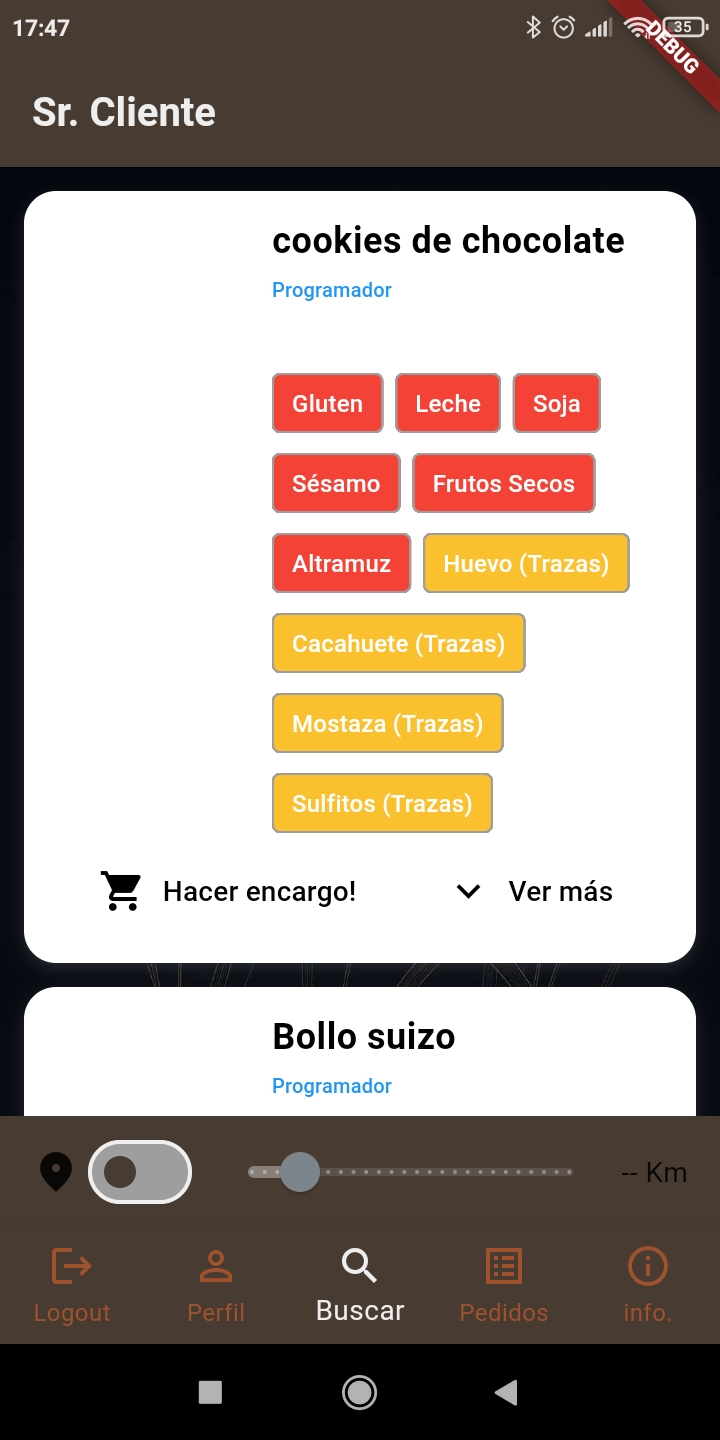 17:47
35
DEBUG
Sr. Cliente
cookies de chocolate
Programador
Gluten Leche Soja
Sésamo Frutos Secos
Altramuz Huevo (Trazas)
Cacahuete (Trazas)
Mostaza (Trazas)
Sulfitos (Trazas)
Hacer encargo! Ver más
Bollo suizo
Programador
-- Km
Logout Perfil Buscar Pedidos info.